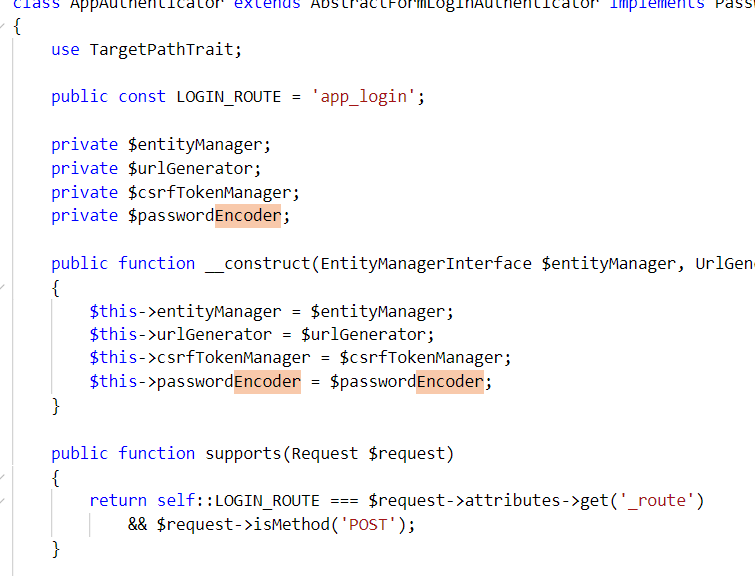 class AppAuthenticator extends AbstractFormLoginAuthenticator implements Pass
{
use TargetPathTrait;
public const LOGIN_ROUTE = 'app_login';
private $entityManager;
private $urlGenerator;
private $csrfTokenManager;
private $passwordEncoder;
public function __construct(EntityManagerInterface $entityManager, UrlGen
{
$this->entityManager = $entityManager;
$this->urlGenerator = $urlGenerator;
$this->csrfTokenManager = $csrfTokenManager;
$this->passwordEncoder = $passwordEncoder;
}
public function supports(Request $request)
{
return self::LOGIN_ROUTE === $request->attributes->get('_route')
&& $request->isMethod('POST');
}